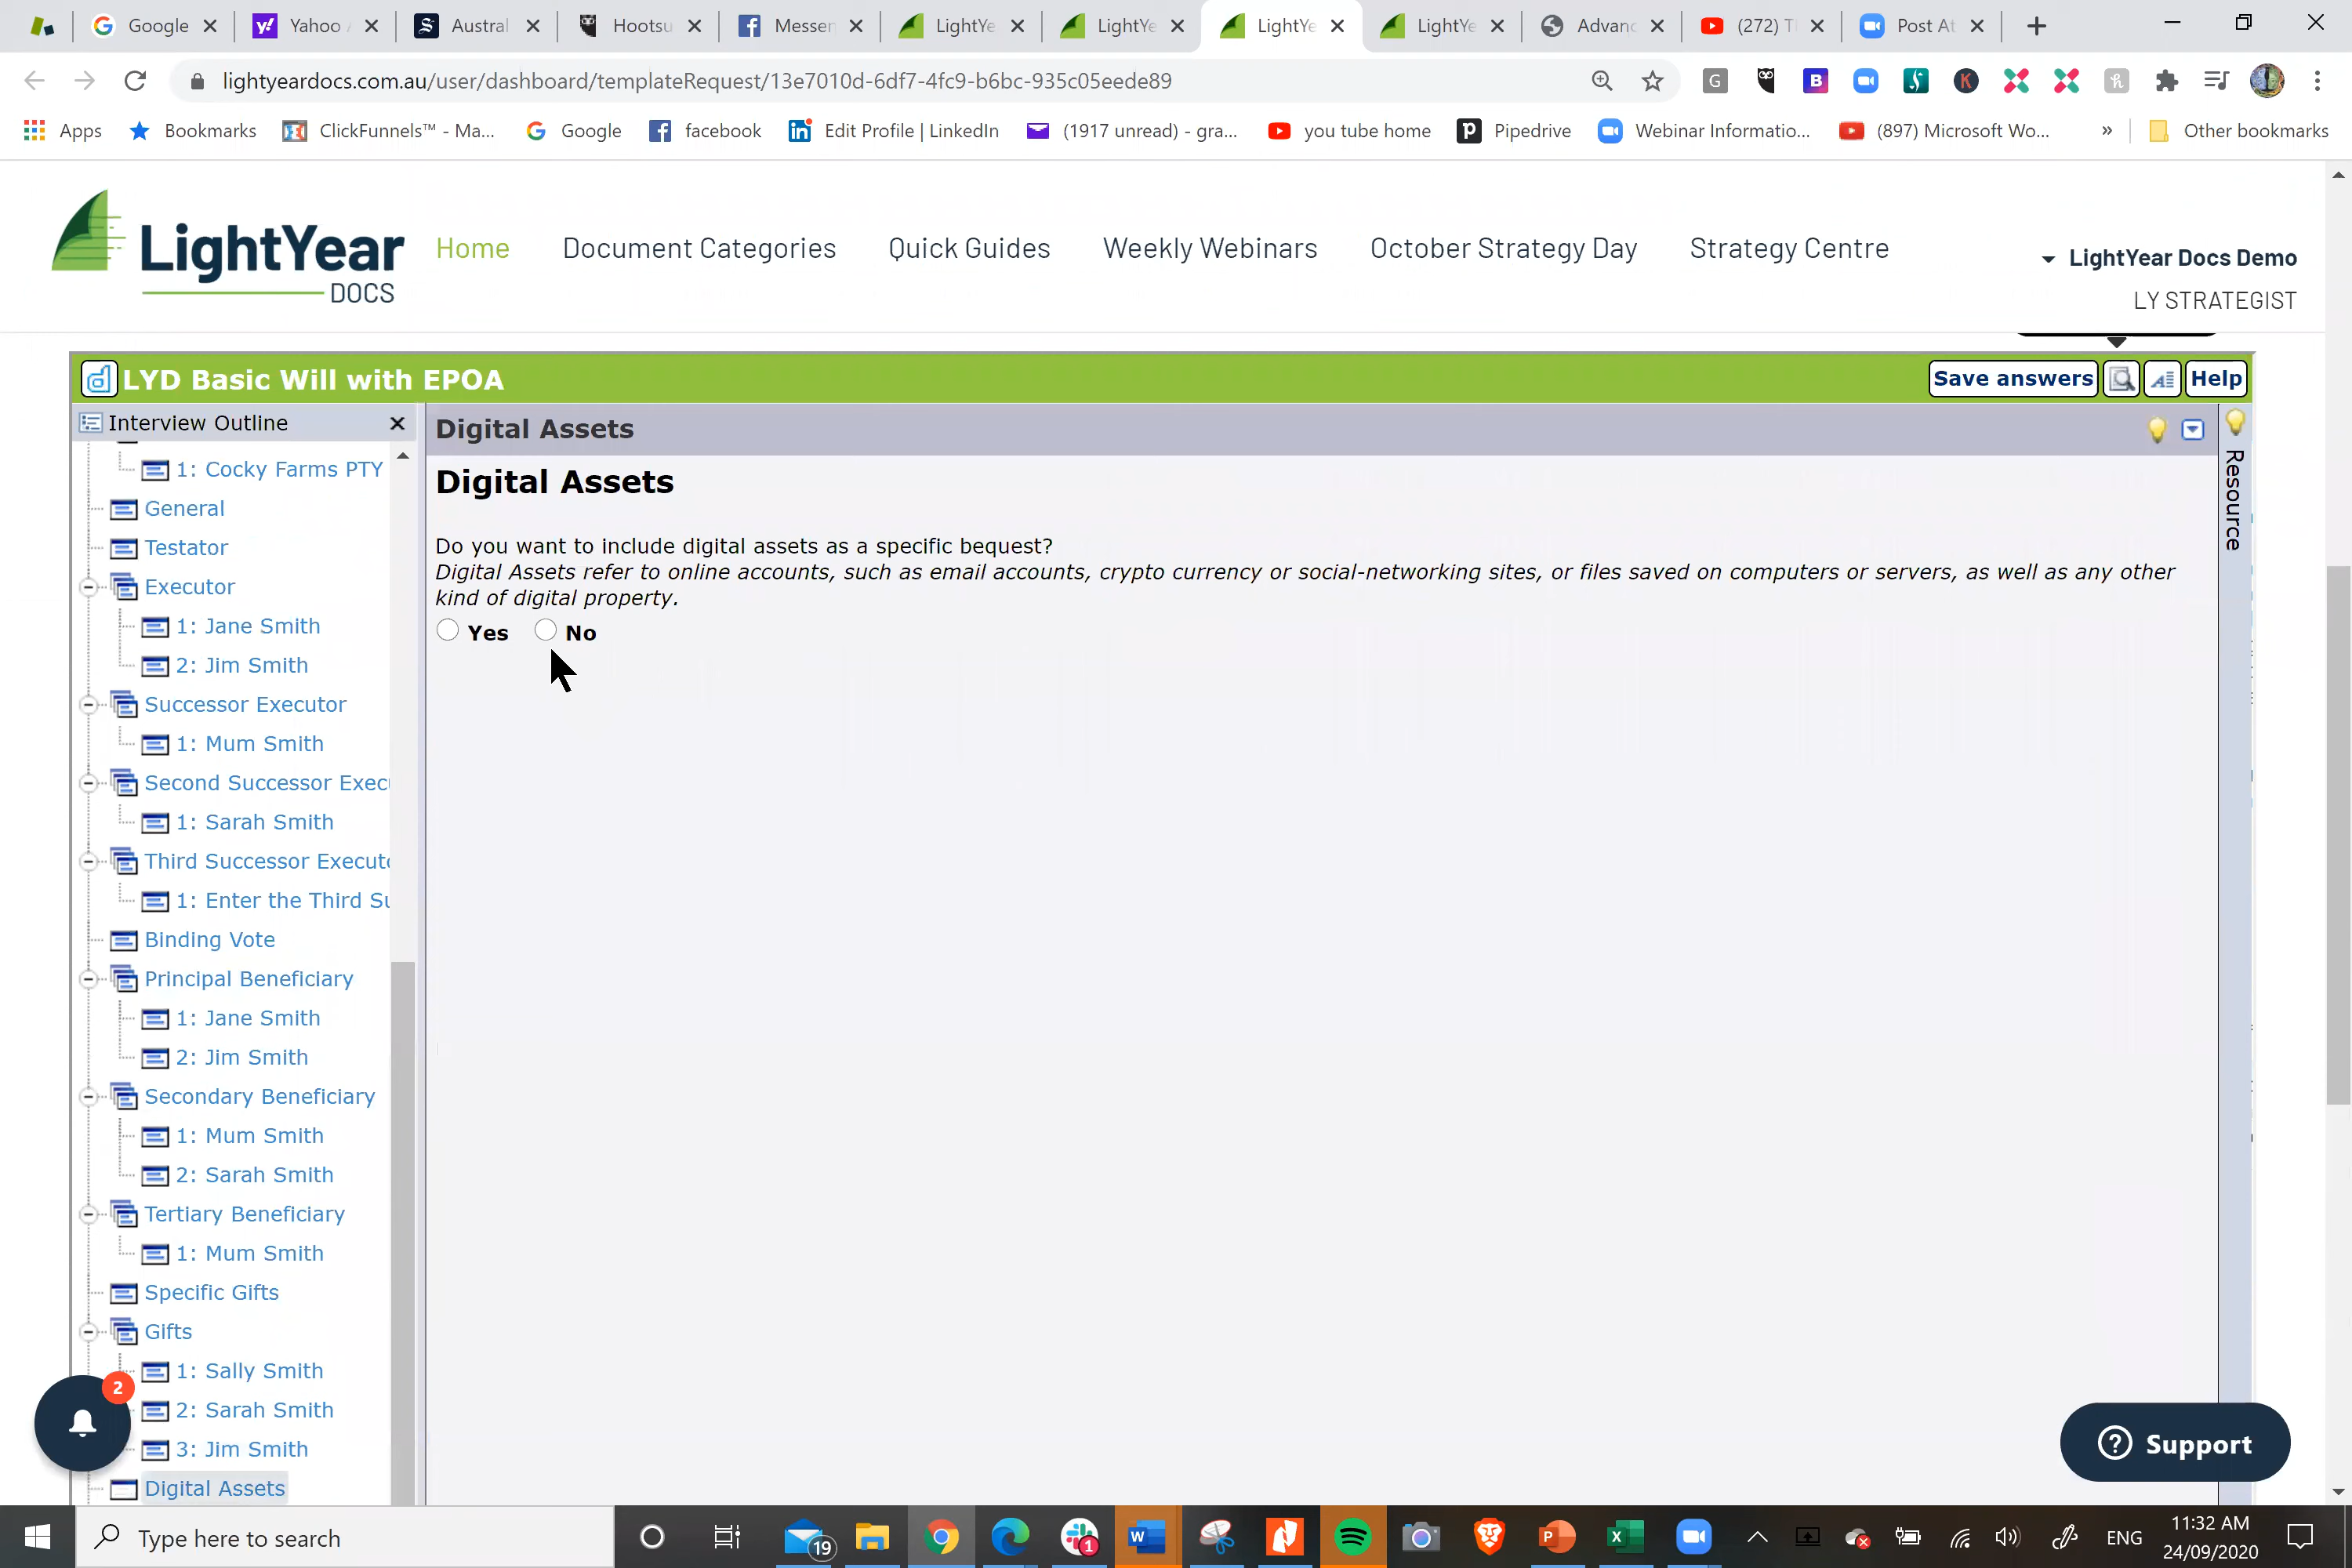 Google
Yahoo
Austral
Hootsu
Messen
LightYe
LightYe
LightYe
LightYe
Advanc
(272) T
Post At
lightyeardocs.com.au/user/dashboard/templateRequest/13e7010d-6df7-4fc9-b6bc-935c05eede89
Apps
Bookmarks
ClickFunnels™ - Ma...
Google
facebook
Edit Profile | LinkedIn
(1917 unread) - gra...
you tube home
Pipedrive
Webinar Informatio...
(897) Microsoft Wo...
»
Other bookmarks
LightYear
DOCS
Home
Document Categories
Quick Guides
Weekly Webinars
October Strategy Day
Strategy Centre
LightYear Docs Demo
LY STRATEGIST
LYD Basic Will with EPOA
Save answers
Help
Interview Outline
1: Cocky Farms PTY
General
Testator
Executor
1: Jane Smith
2: Jim Smith
Successor Executor
1: Mum Smith
Second Successor Execu
1: Sarah Smith
Third Successor Executo
1: Enter the Third Su
Binding Vote
Principal Beneficiary
1: Jane Smith
2: Jim Smith
Secondary Beneficiary
1: Mum Smith
2: Sarah Smith
Tertiary Beneficiary
1: Mum Smith
Specific Gifts
Gifts
1: Sally Smith
2: Sarah Smith
3: Jim Smith
Digital Assets
2
Digital Assets
Digital Assets
Do you want to include digital assets as a specific bequest?
Digital Assets refer to online accounts, such as email accounts, crypto currency or social-networking sites, or files saved on computers or servers, as well as any other
kind of digital property.
Yes No
Resource
Support
Type here to search
19
1
ENG
11:32 AM
24/09/2020